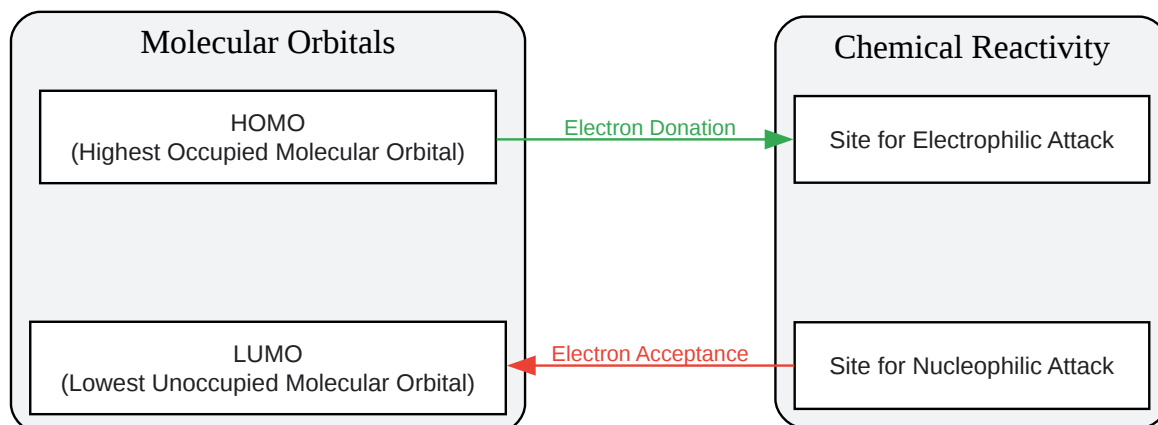 Molecular Orbitals
Chemical Reactivity
HOMO
(Highest Occupied Molecular Orbital)
Electron Donation
Site for Electrophilic Attack
LUMO
(Lowest Unoccupied Molecular Orbital)
Electron Acceptance
Site for Nucleophilic Attack